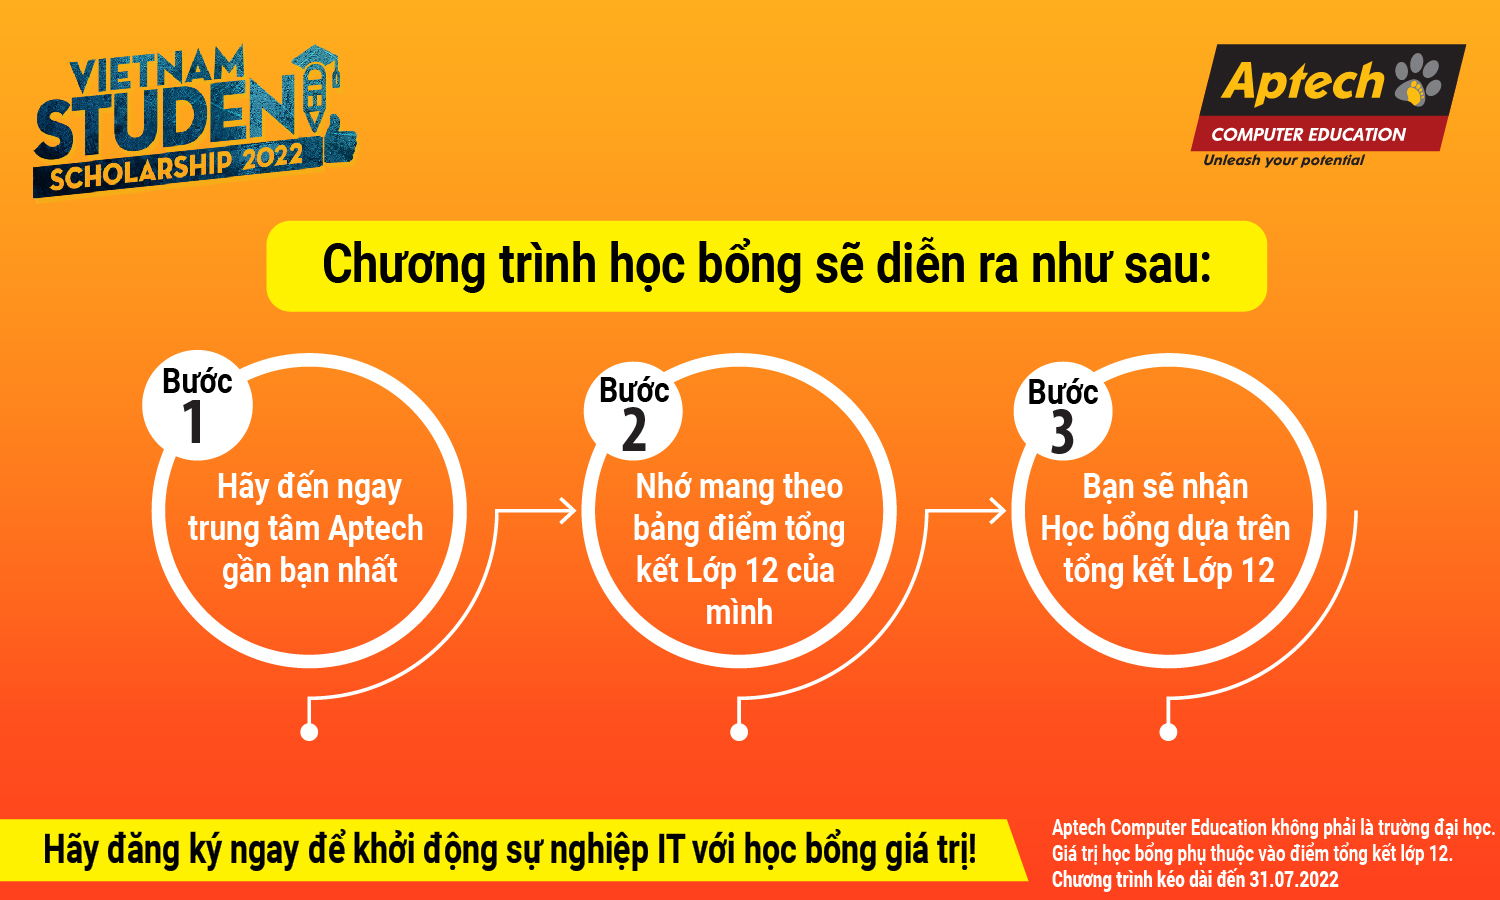 VIETNAM
STUDENT
SCHOLARSHIP 2022
Aptech
COMPUTER EDUCATION
Unleash your potential
Chương trình học bổng sẽ diễn ra như sau:
Bước
1
Hãy đến ngay
trung tâm Aptech
gần bạn nhất
Bước
2
Nhớ mang theo
bảng điểm tổng
kết Lớp 12 của
mình
Bước
3
Bạn sẽ nhận
Học bổng dựa trên
tổng kết Lớp 12
Hãy đăng ký ngay để khởi động sự nghiệp IT với học bổng giá trị!
Aptech Computer Education không phải là trường đại học.
Giá trị học bổng phụ thuộc vào điểm tổng kết lớp 12.
Chương trình kéo dài đến 31.07.2022